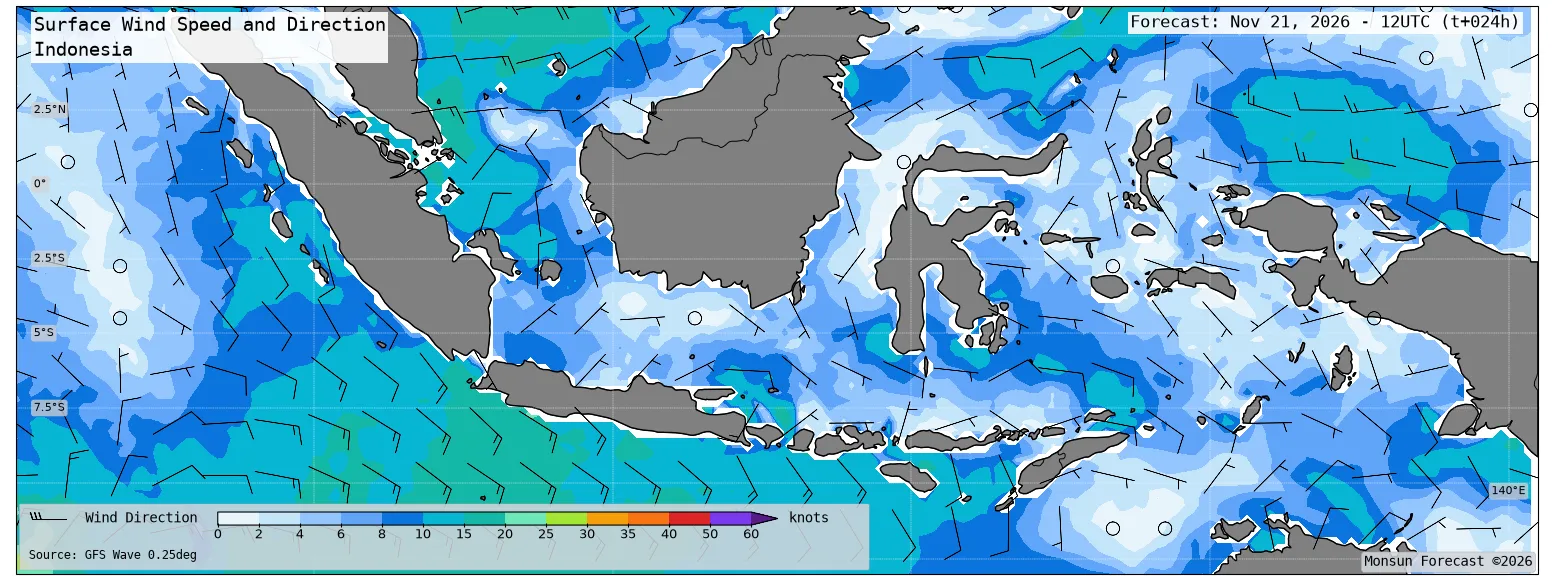 Surface Wind Speed and Direction
Indonesia
Forecast: Nov 21, 2026 - 12UTC (t+024h)
2.5°N
0°
2.5°S
5°S
7.5°S
140°E
Wind Direction
0 2 4 6 8 10 15 20 25 30 35 40 50 60
knots
Source: GFS Wave 0.25deg
Monsun Forecast ©2026